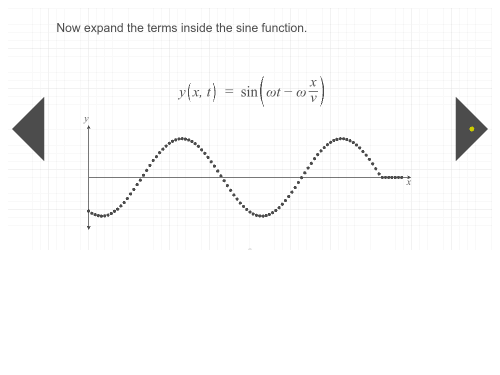 Now expand the terms inside the sine function.
y(x, t) = sin(ωt − ω x/v)
y
x